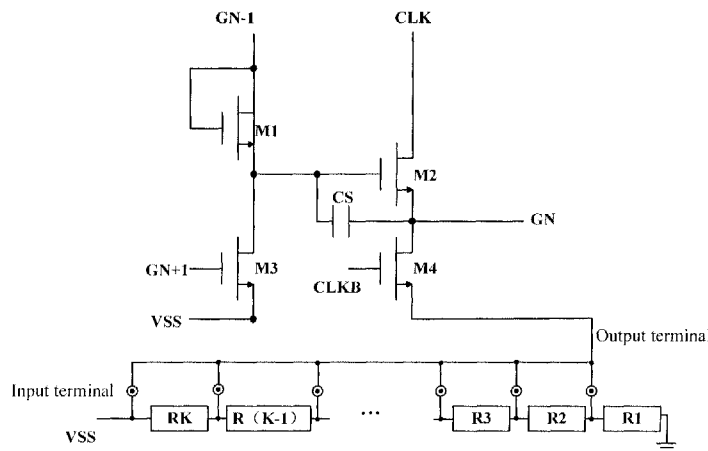 GN-1
CLK
M1
M2
CS
GN
GN+1
M3
CLKB
M4
VSS
Output terminal
Input terminal
RK
R（K-1）
...
R3
R2
R1
VSS